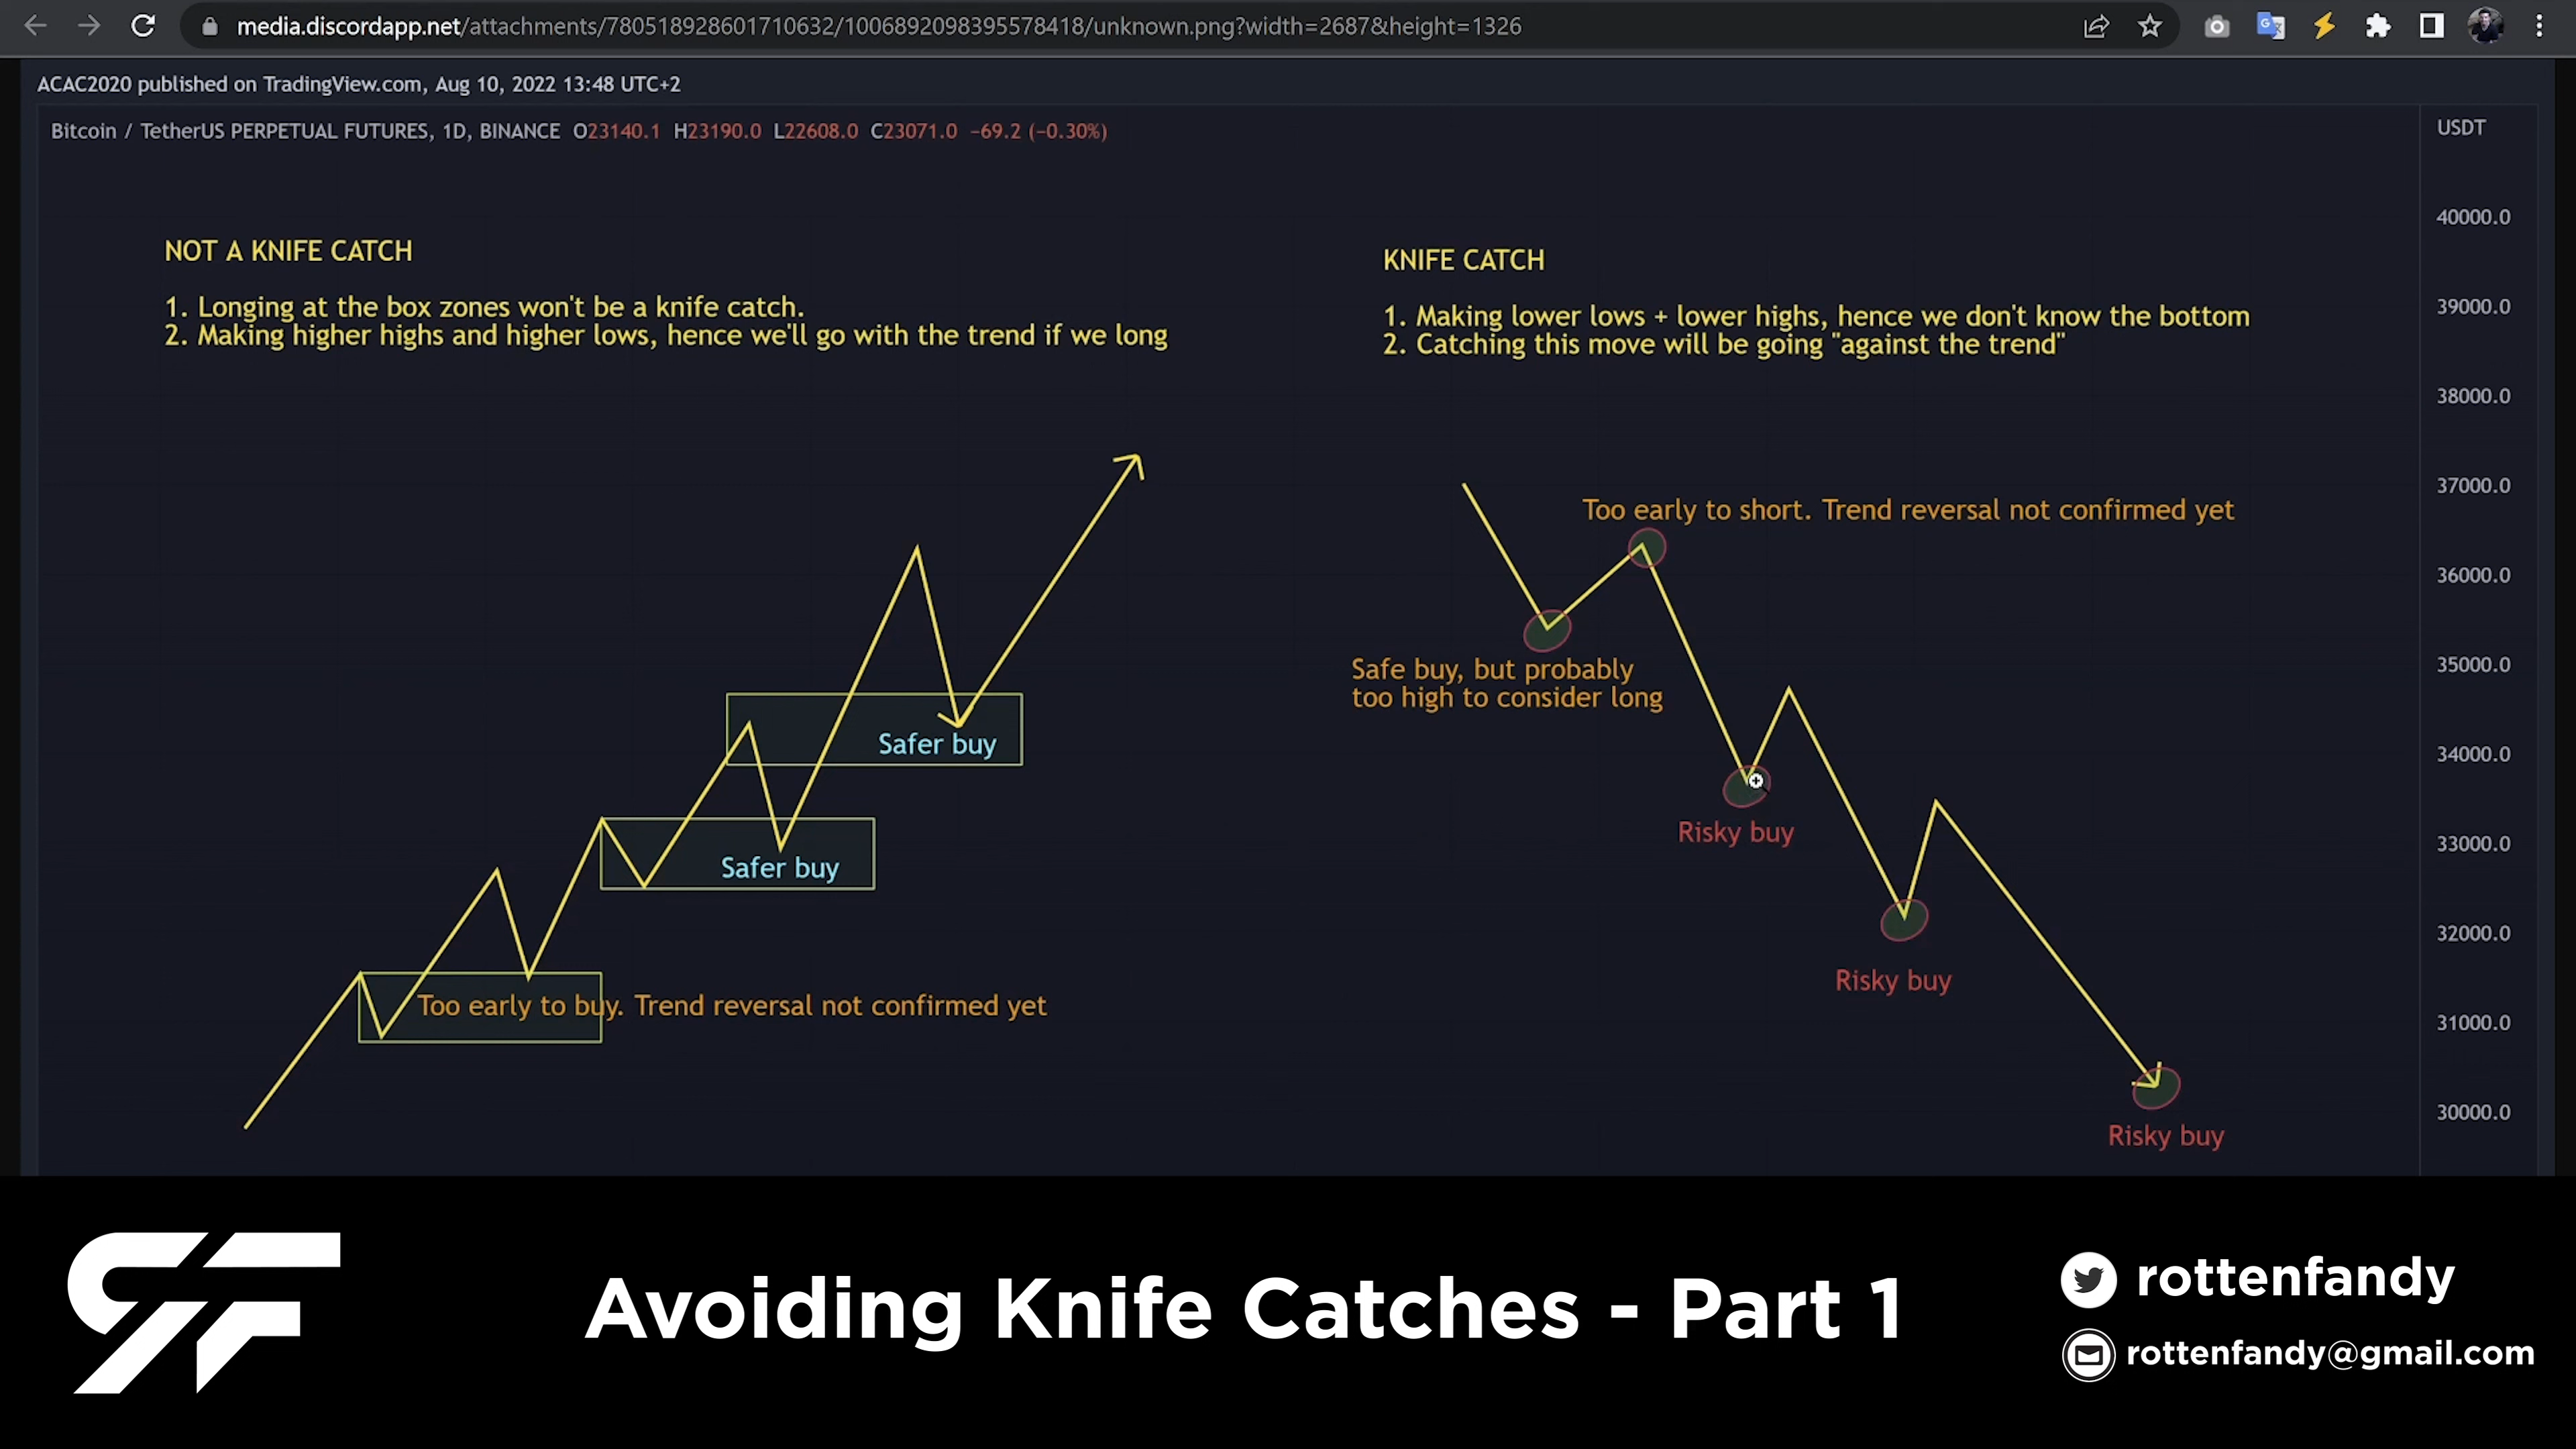 media.discordapp.net/attachments/780518928601710632/1006892098395578418/unknown.png?width=2687&height=1326
ACAC2020 published on TradingView.com, Aug 10, 2022 13:48 UTC+2
Bitcoin / TetherUS PERPETUAL FUTURES, 1D, BINANCE O23140.1 H23190.0 L22608.0 C23071.0 −69.2 (−0.30%)
USDT
40000.0
39000.0
38000.0
37000.0
36000.0
35000.0
34000.0
33000.0
32000.0
31000.0
30000.0
NOT A KNIFE CATCH
1. Longing at the box zones won't be a knife catch.
2. Making higher highs and higher lows, hence we'll go with the trend if we long
Safer buy
Safer buy
Too early to buy. Trend reversal not confirmed yet
KNIFE CATCH
1. Making lower lows + lower highs, hence we don't know the bottom
2. Catching this move will be going "against the trend"
Too early to short. Trend reversal not confirmed yet
Safe buy, but probably
too high to consider long
Risky buy
Risky buy
Risky buy
Avoiding Knife Catches - Part 1
rottenfandy
rottenfandy@gmail.com